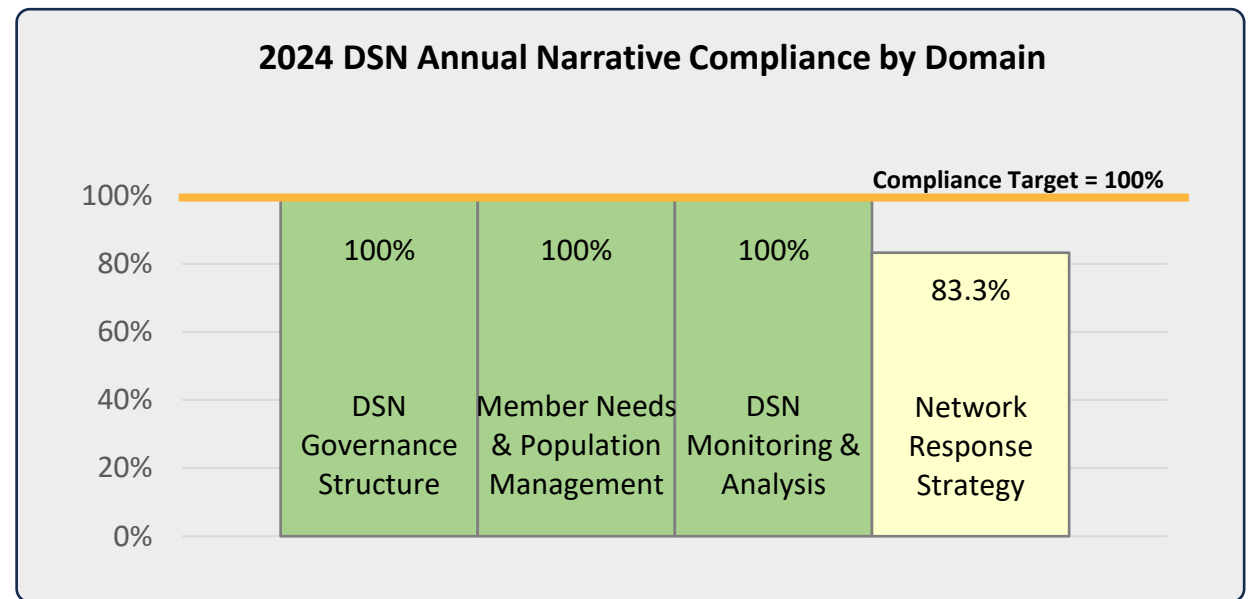 2024 DSN Annual Narrative Compliance by Domain
Compliance Target = 100%
100%
80%
60%
40%
20%
0%
100%
100%
100%
83.3%
DSN
Governance
Structure
Member Needs
& Population
Management
DSN
Monitoring &
Analysis
Network
Response
Strategy